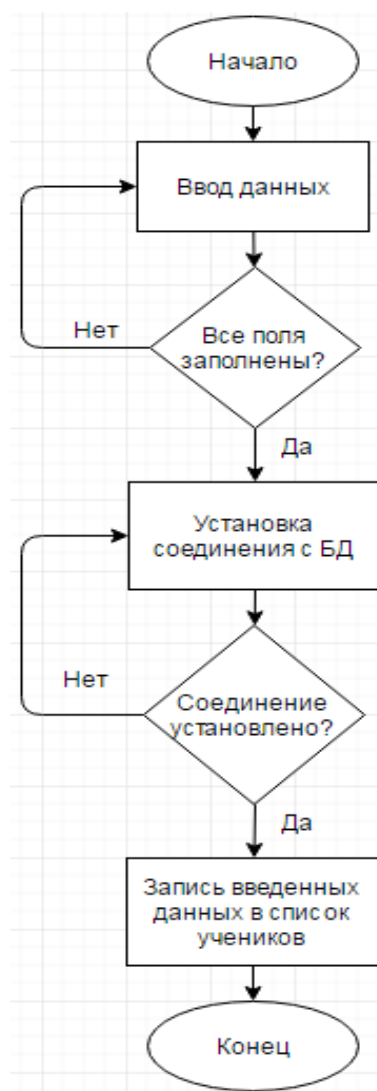 Начало
Ввод данных
Нет
Все поля
заполнены?
Да
Установка
соединения с БД
Нет
Соединение
установлено?
Да
Запись введенных
данных в список
учеников
Конец